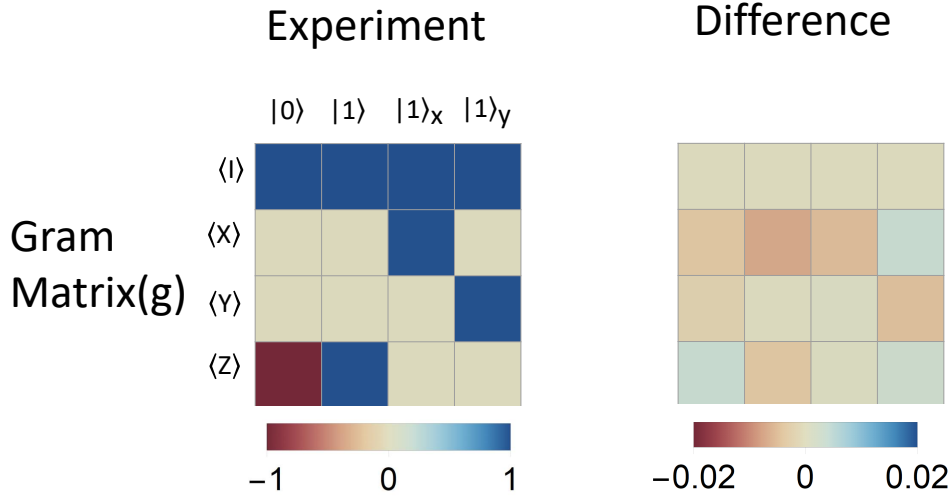 Experiment
Difference
|0⟩ |1⟩ |1⟩x |1⟩y
⟨I⟩
⟨X⟩
Gram
Matrix(g)
⟨Y⟩
⟨Z⟩
−1 0 1
−0.02 0 0.02